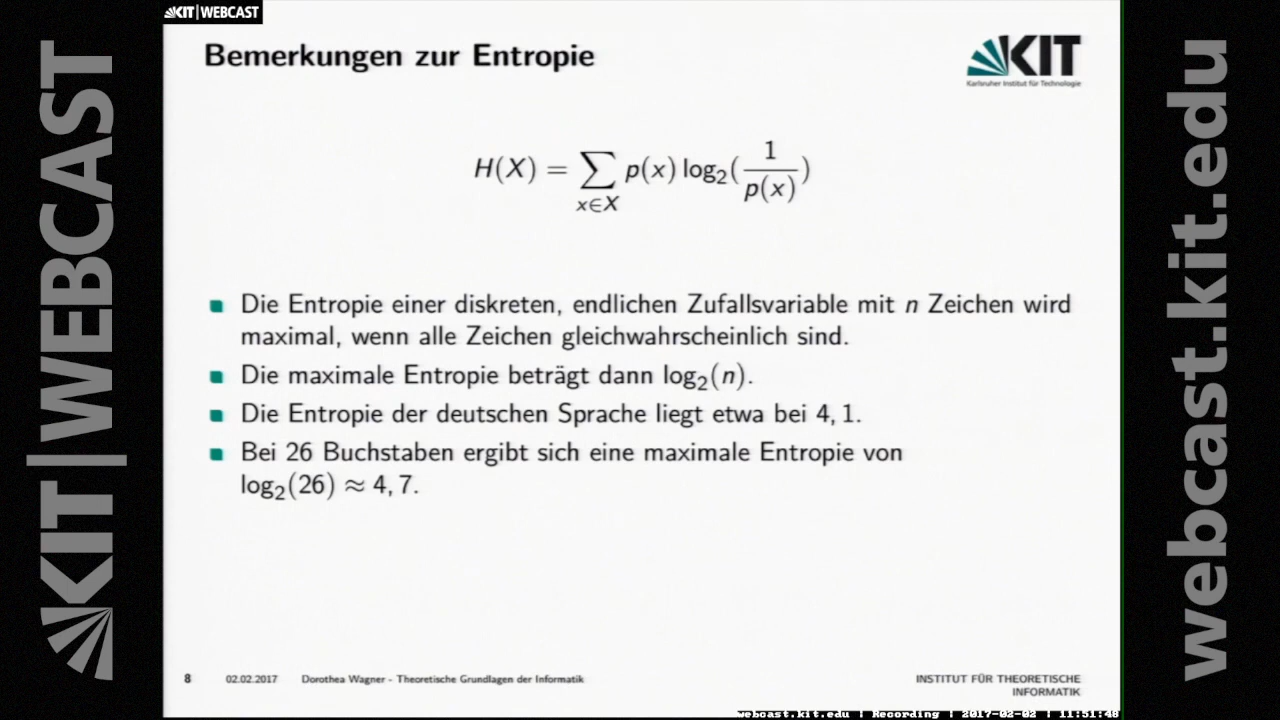 KIT|WEBCAST
Bemerkungen zur Entropie
KIT
Karlsruher Institut für Technologie
H(X) = ∑_{x∈X} p(x) log₂(1/p(x))
Die Entropie einer diskreten, endlichen Zufallsvariable mit n Zeichen wird
maximal, wenn alle Zeichen gleichwahrscheinlich sind.
Die maximale Entropie beträgt dann log₂(n).
Die Entropie der deutschen Sprache liegt etwa bei 4, 1.
Bei 26 Buchstaben ergibt sich eine maximale Entropie von
log₂(26) ≈ 4, 7.
8 02.02.2017 Dorothea Wagner - Theoretische Grundlagen der Informatik
INSTITUT FÜR THEORETISCHE
INFORMATIK
webcast.kit.edu | Recording | 2017-02-02 | 11:51:48
KIT|WEBCAST
webcast.kit.edu